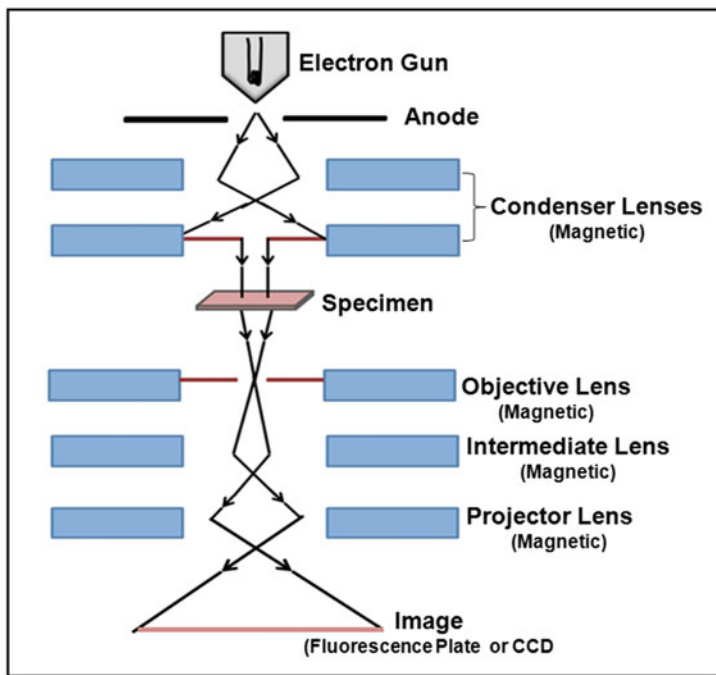 Electron Gun
Anode
Condenser Lenses
(Magnetic)
Specimen
Objective Lens
(Magnetic)
Intermediate Lens
(Magnetic)
Projector Lens
(Magnetic)
Image
(Fluorescence Plate or CCD